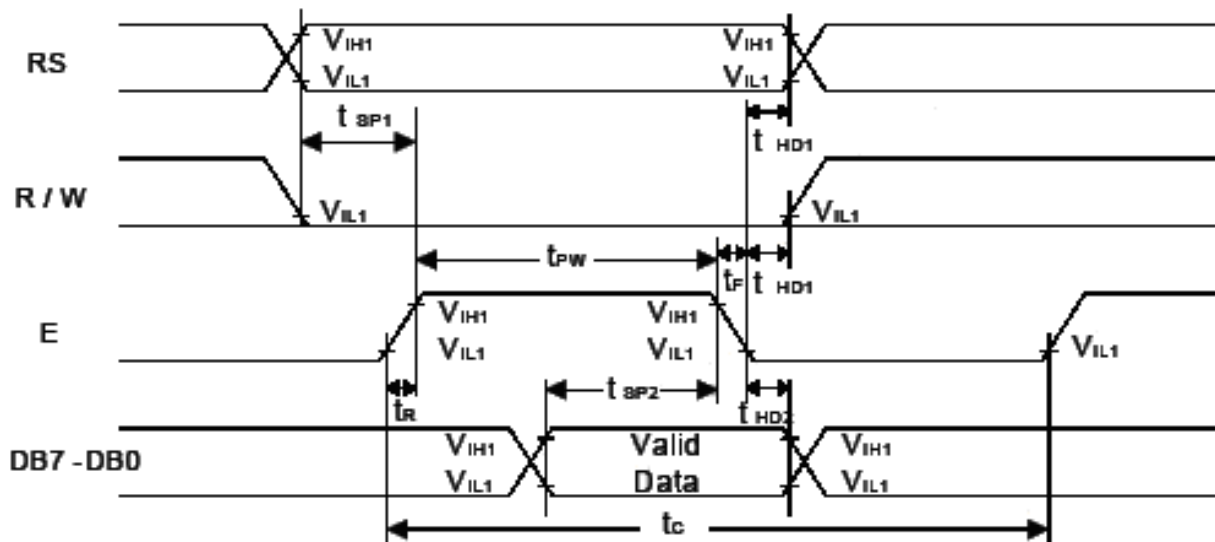 RS
VIH1
VIH1
VIL1
VIL1
t SP1
t HD1
R / W
VIL1
VIL1
tPW
tF
t HD1
E
VIH1
VIH1
VIL1
VIL1
VIL1
tR
t SP2
t HD2
DB7 -DB0
VIH1
Valid
VIH1
VIL1
Data
VIL1
tC